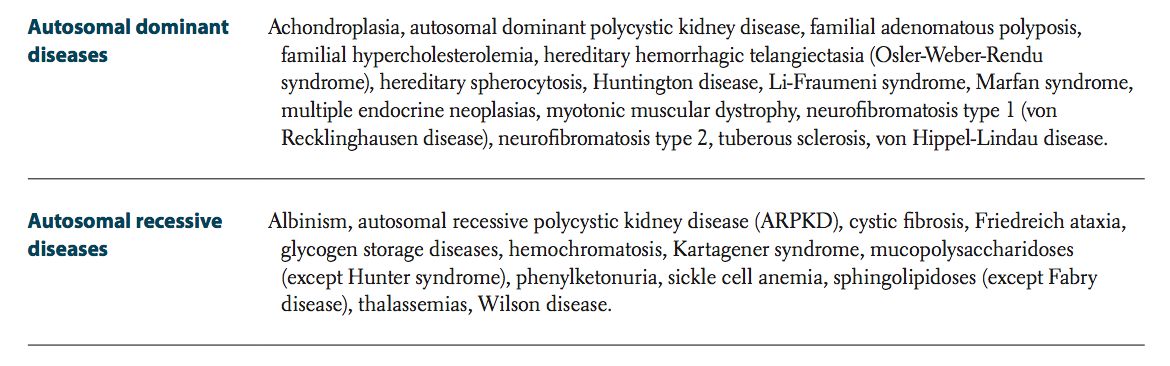 Autosomal dominant
diseases
Achondroplasia, autosomal dominant polycystic kidney disease, familial adenomatous polyposis,
familial hypercholesterolemia, hereditary hemorrhagic telangiectasia (Osler-Weber-Rendu
syndrome), hereditary spherocytosis, Huntington disease, Li-Fraumeni syndrome, Marfan syndrome,
multiple endocrine neoplasias, myotonic muscular dystrophy, neurofibromatosis type 1 (von
Recklinghausen disease), neurofibromatosis type 2, tuberous sclerosis, von Hippel-Lindau disease.
Autosomal recessive
diseases
Albinism, autosomal recessive polycystic kidney disease (ARPKD), cystic fibrosis, Friedreich ataxia,
glycogen storage diseases, hemochromatosis, Kartagener syndrome, mucopolysaccharidoses
(except Hunter syndrome), phenylketonuria, sickle cell anemia, sphingolipidoses (except Fabry
disease), thalassemias, Wilson disease.